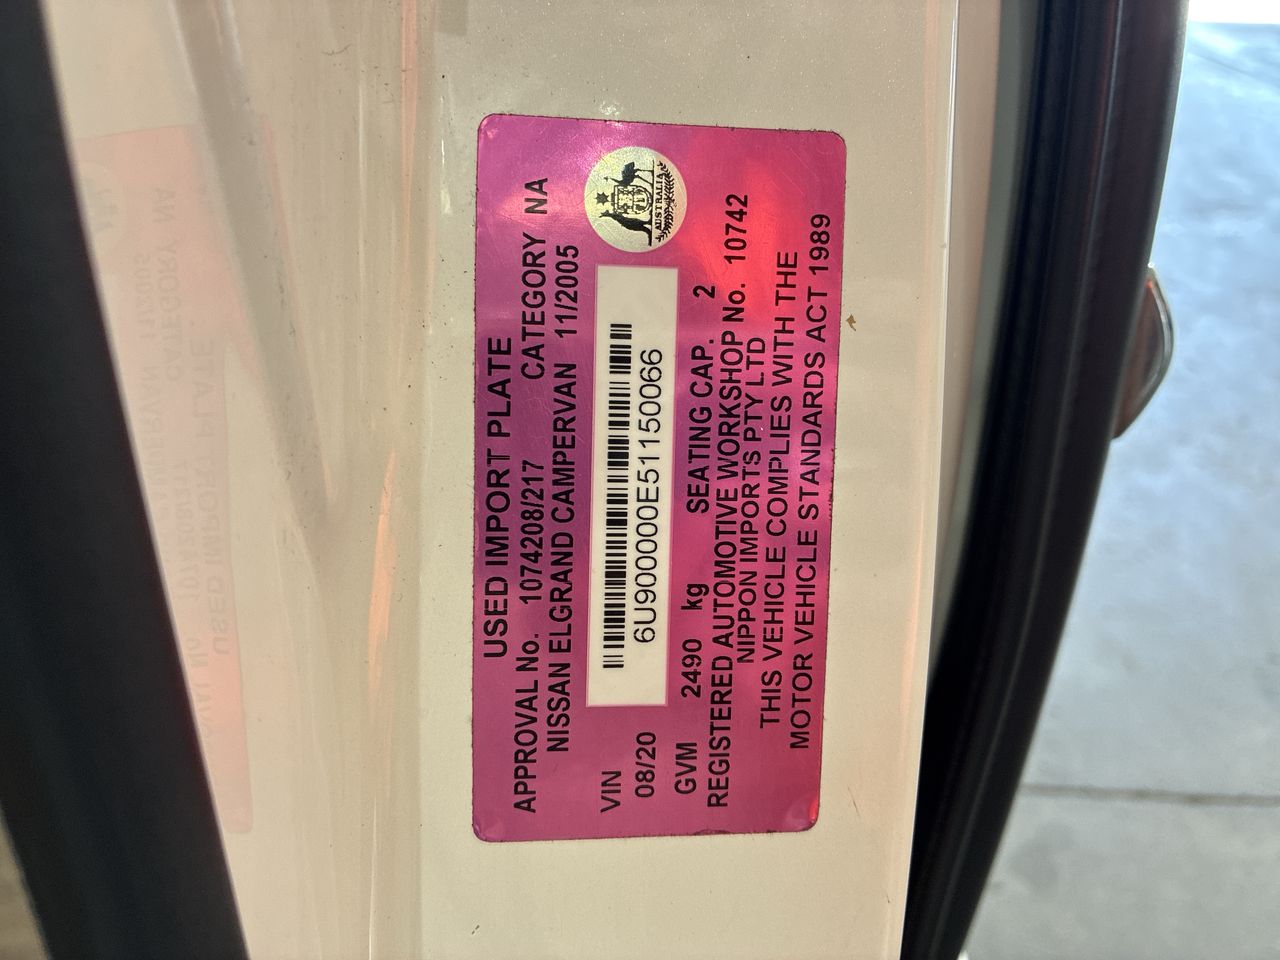 USED IMPORT PLATE
APPROVAL No. 1074208/217 CATEGORY NA
NISSAN ELGRAND CAMPERVAN 11/2005
AUSTRALIA
VIN 6U900000E51150066
08/20
GVM 2490 kg SEATING CAP. 2
REGISTERED AUTOMOTIVE WORKSHOP No. 10742
NIPPON IMPORTS PTY LTD
THIS VEHICLE COMPLIES WITH THE
MOTOR VEHICLE STANDARDS ACT 1989